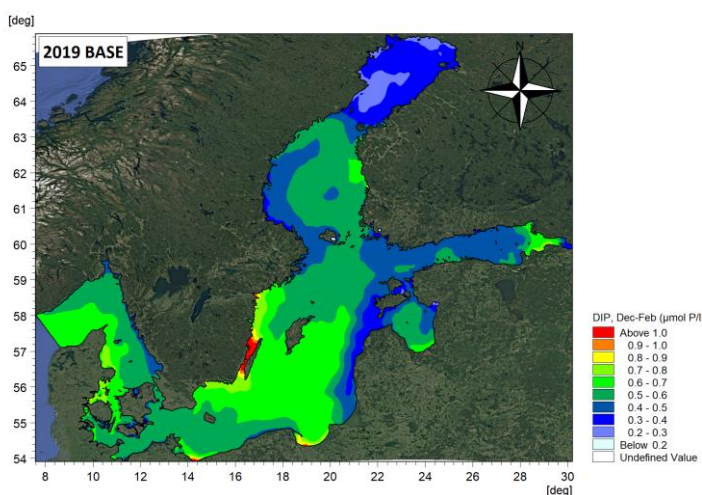 [deg]
2019 BASE
N
65
64
63
62
61
60
59
58
57
56
55
54
8 10 12 14 16 18 20 22 24 26 28 30
[deg]
DIP, Dec-Feb (µmol P/l
Above 1.0
0.9 - 1.0
0.8 - 0.9
0.7 - 0.8
0.6 - 0.7
0.5 - 0.6
0.4 - 0.5
0.3 - 0.4
0.2 - 0.3
Below 0.2
Undefined Value